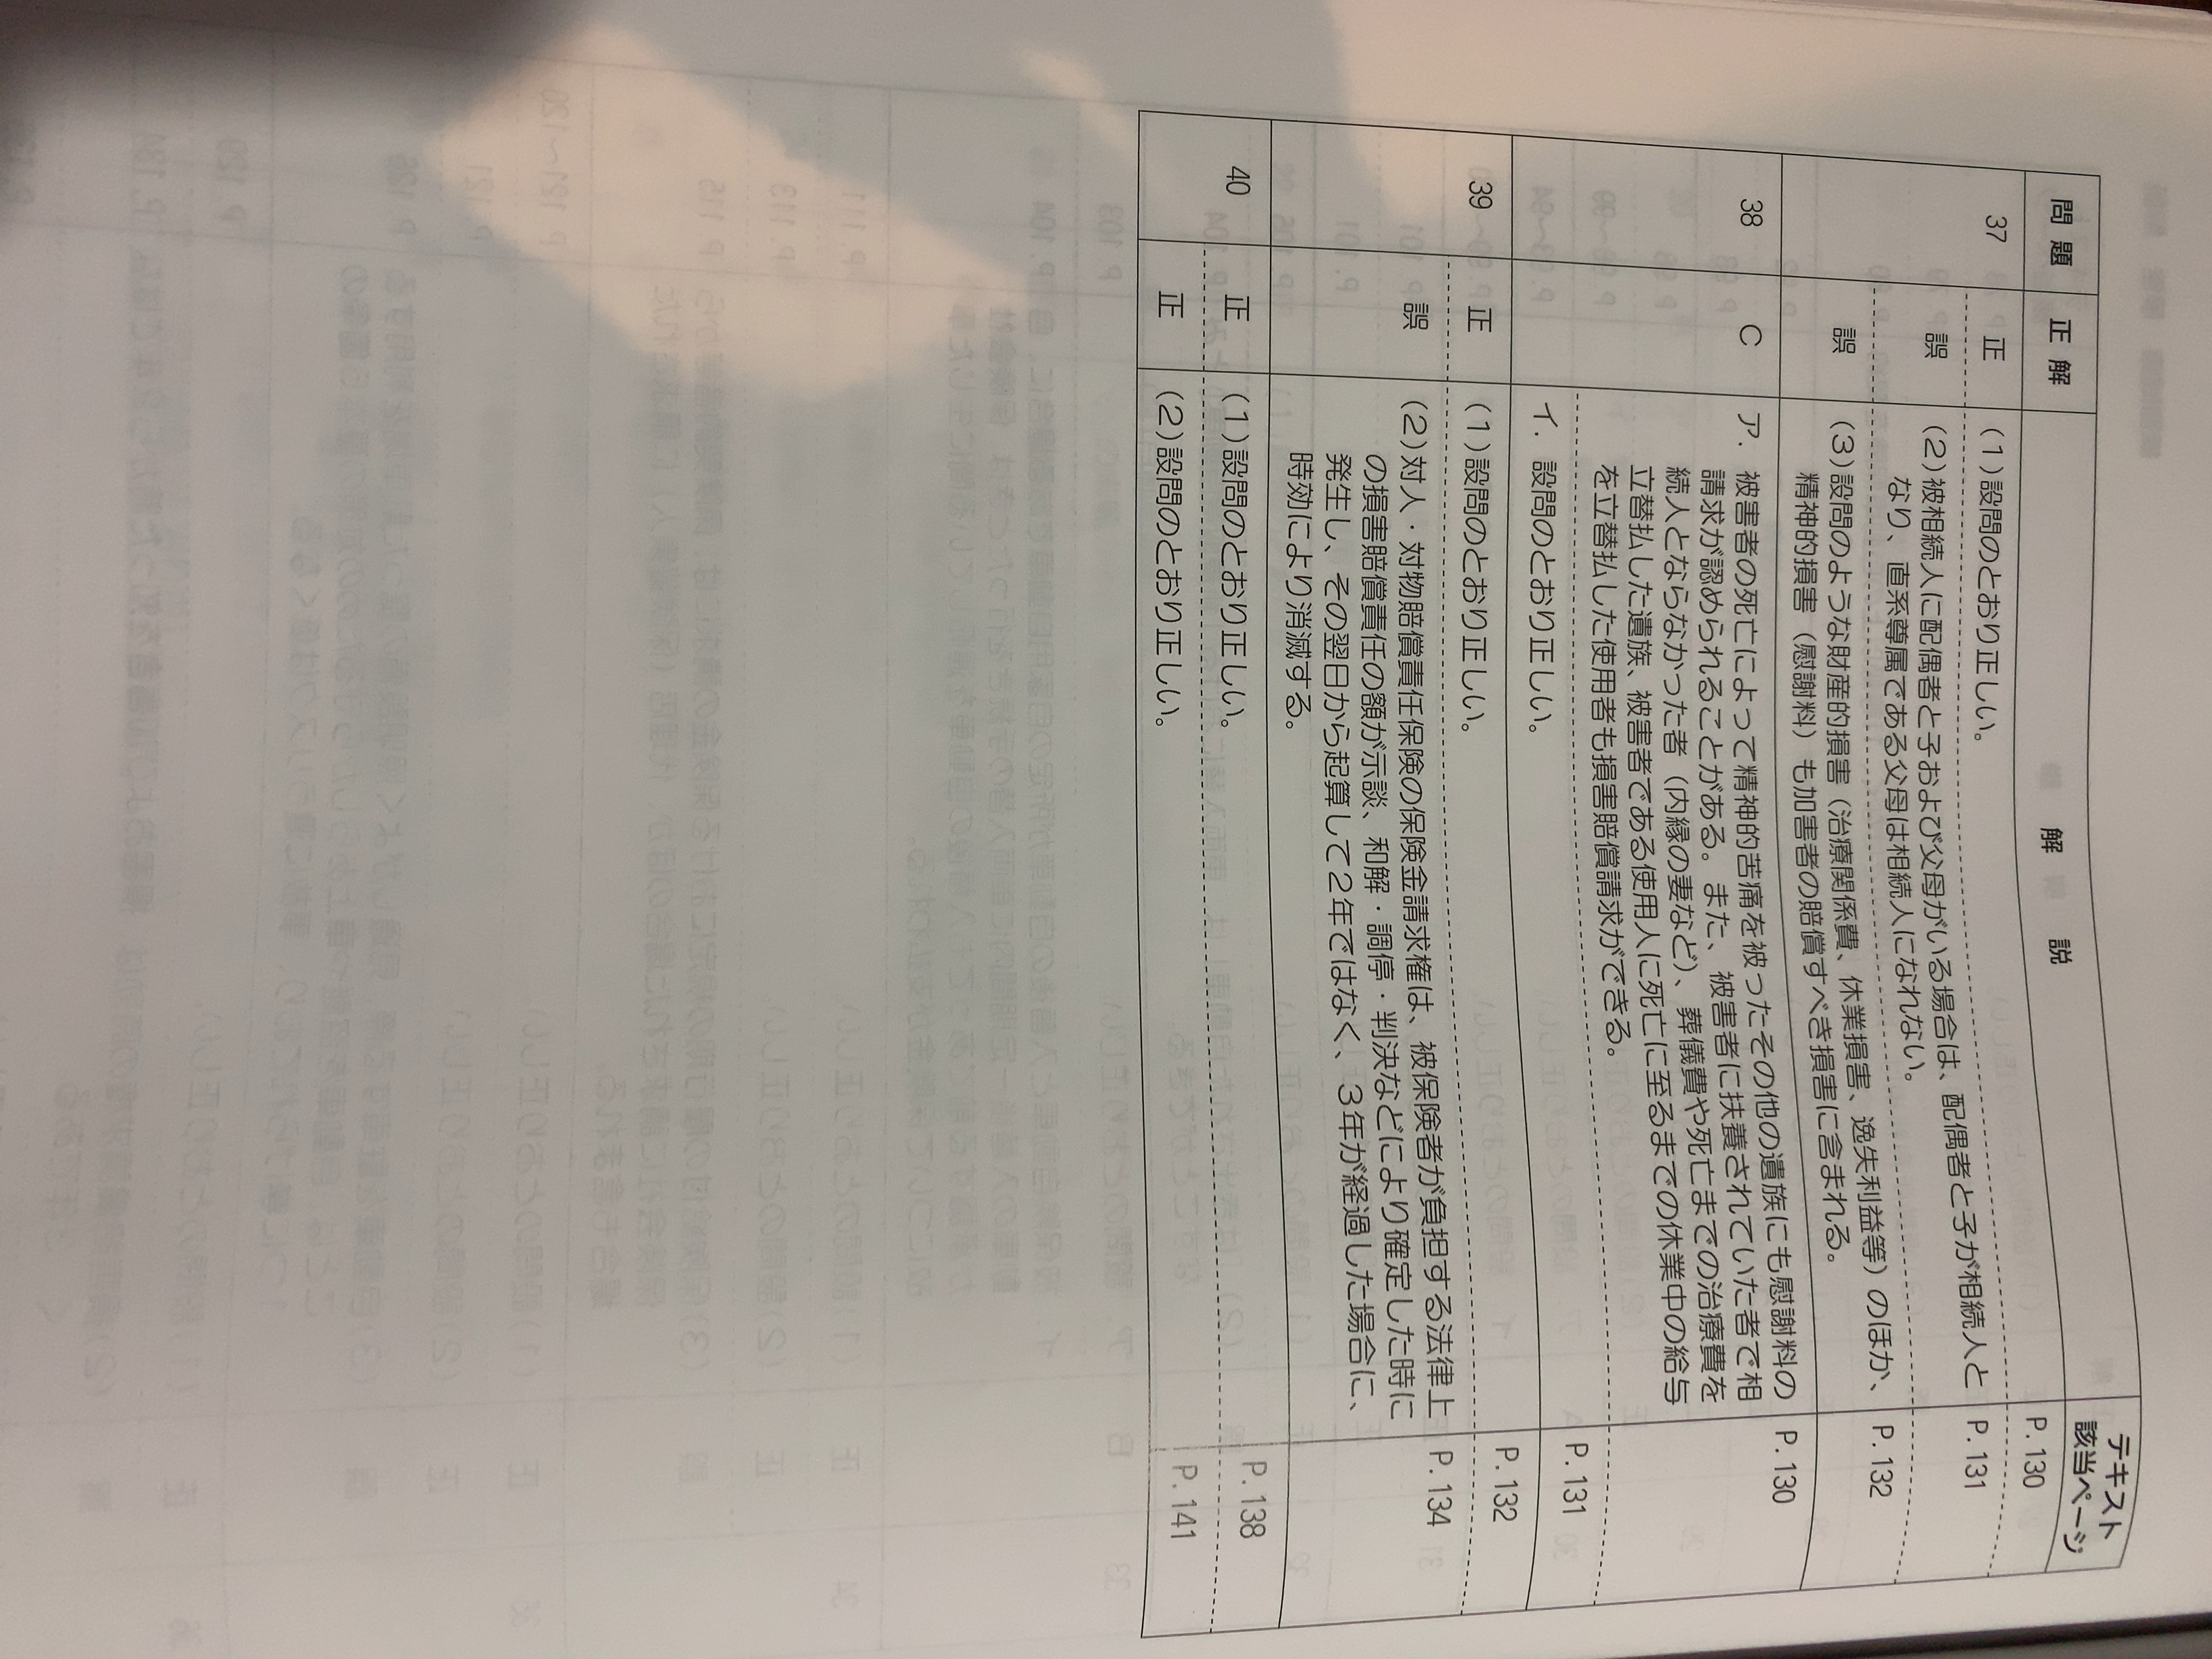 問題 正解 解説 テキスト該当ページ
37 正 (1)設問のとおり正しい。 P.130
誤 (2)被相続人に配偶者と子および父母がいる場合は、配偶者と子が相続人と P.131
なり、直系尊属である父母は相続人になれない。
誤 (3)設問のような財産的損害（治療関係費、休業損害、逸失利益等）のほか、 P.132
精神的損害（慰謝料）も加害者の賠償すべき損害に含まれる。
38 C ア．被害者の死亡によって精神的苦痛を被ったその他の遺族にも慰謝料の P.130
請求が認められることがある。また、被害者に扶養されていた者で相
続人とならなかった者（内縁の妻など）、葬儀費や死亡までの治療費を
立替払した遺族、被害者である使用人に死亡に至るまでの休業中の給与
を立替払した使用者も損害賠償請求ができる。
イ．設問のとおり正しい。 P.131
39 正 (1)設問のとおり正しい。 P.132
誤 (2)対人・対物賠償責任保険の保険金請求権は、被保険者が負担する法律上 P.134
の損害賠償責任の額が示談、和解・調停・判決などにより確定した時に
発生し、その翌日から起算して2年ではなく、3年が経過した場合に、
時効により消滅する。
40 正 (1)設問のとおり正しい。 P.138
正 (2)設問のとおり正しい。 P.141